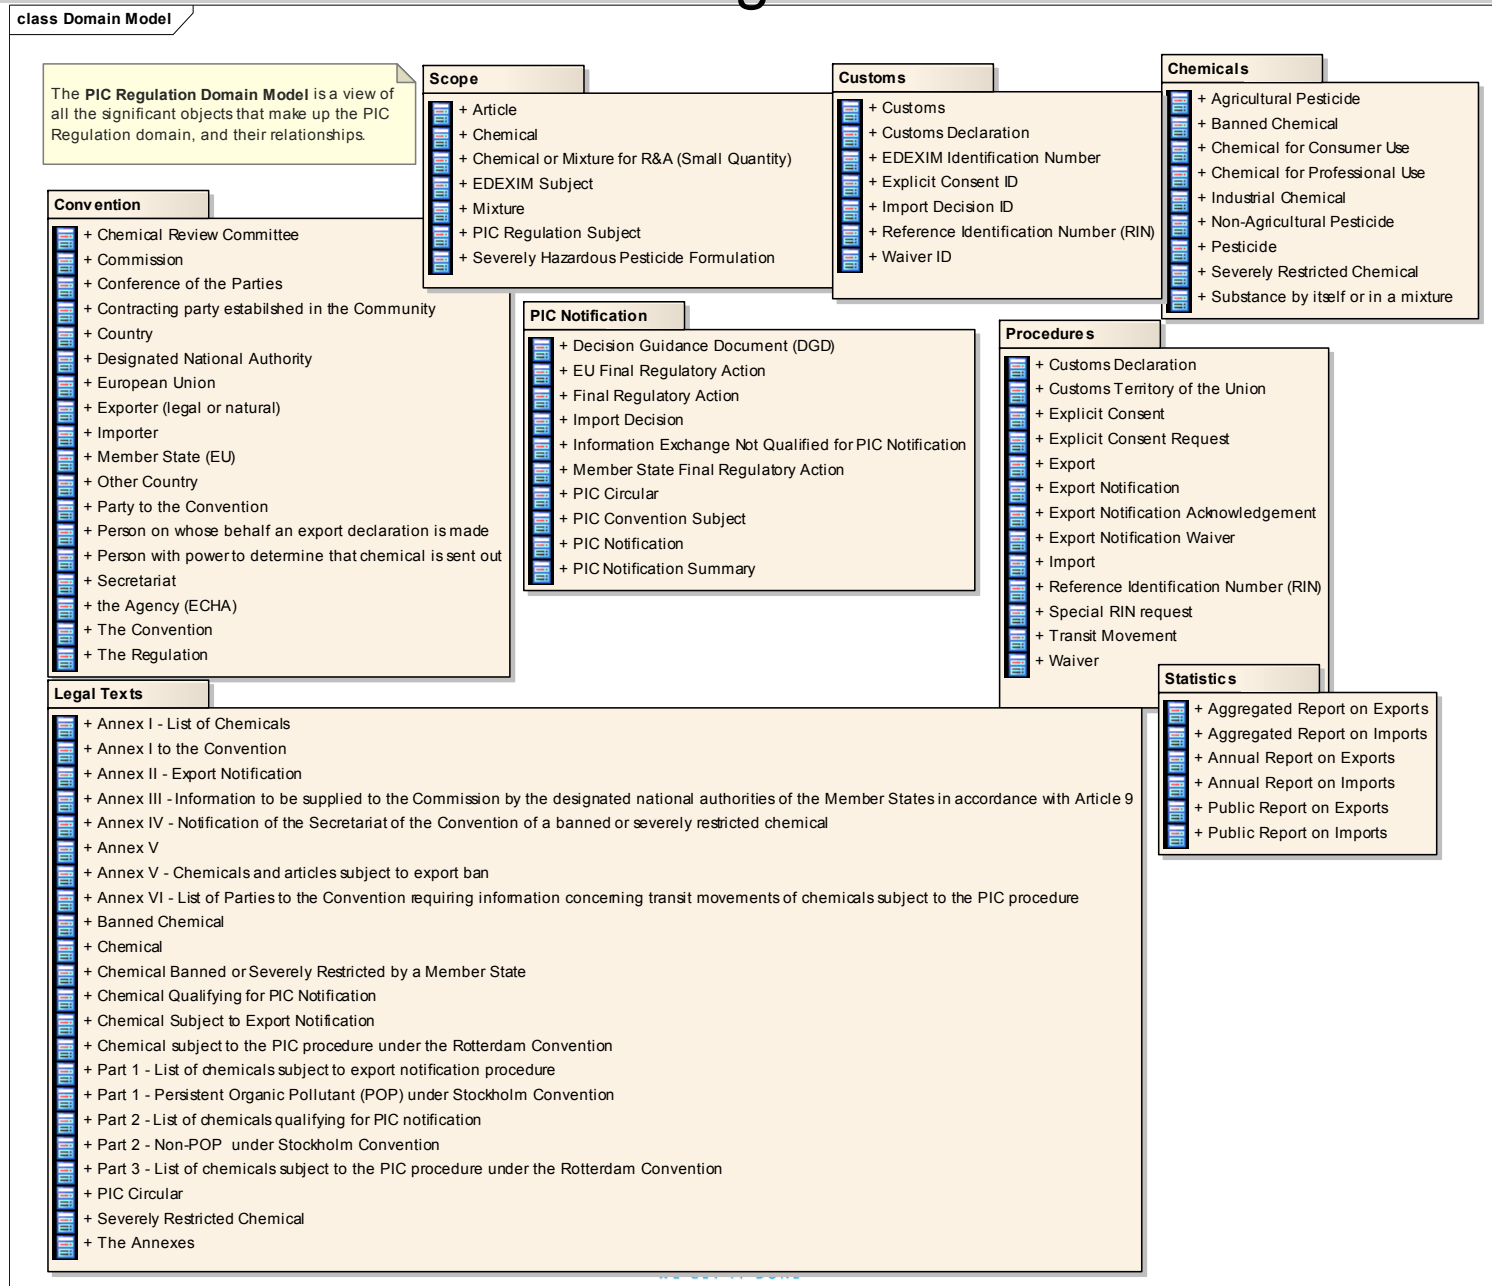 class Domain Model
The PIC Regulation Domain Model is a view of
all the significant objects that make up the PIC
Regulation domain, and their relationships.
Scope
+ Article
+ Chemical
+ Chemical or Mixture for R&A (Small Quantity)
+ EDEXIM Subject
+ Mixture
+ PIC Regulation Subject
+ Severely Hazardous Pesticide Formulation
Customs
+ Customs
+ Customs Declaration
+ EDEXIM Identification Number
+ Explicit Consent ID
+ Import Decision ID
+ Reference Identification Number (RIN)
+ Waiver ID
Chemicals
+ Agricultural Pesticide
+ Banned Chemical
+ Chemical for Consumer Use
+ Chemical for Professional Use
+ Industrial Chemical
+ Non-Agricultural Pesticide
+ Pesticide
+ Severely Restricted Chemical
+ Substance by itself or in a mixture
Convention
+ Chemical Review Committee
+ Commission
+ Conference of the Parties
+ Contracting party estabilshed in the Community
+ Country
+ Designated National Authority
+ European Union
+ Exporter (legal or natural)
+ Importer
+ Member State (EU)
+ Other Country
+ Party to the Convention
+ Person on whose behalf an export declaration is made
+ Person with power to determine that chemical is sent out
+ Secretariat
+ the Agency (ECHA)
+ The Convention
+ The Regulation
PIC Notification
+ Decision Guidance Document (DGD)
+ EU Final Regulatory Action
+ Final Regulatory Action
+ Import Decision
+ Information Exchange Not Qualified for PIC Notification
+ Member State Final Regulatory Action
+ PIC Circular
+ PIC Convention Subject
+ PIC Notification
+ PIC Notification Summary
Procedures
+ Customs Declaration
+ Customs Territory of the Union
+ Explicit Consent
+ Explicit Consent Request
+ Export
+ Export Notification
+ Export Notification Acknowledgement
+ Export Notification Waiver
+ Import
+ Reference Identification Number (RIN)
+ Special RIN request
+ Transit Movement
+ Waiver
Statistics
+ Aggregated Report on Exports
+ Aggregated Report on Imports
+ Annual Report on Exports
+ Annual Report on Imports
+ Public Report on Exports
+ Public Report on Imports
Legal Texts
+ Annex I - List of Chemicals
+ Annex I to the Convention
+ Annex II - Export Notification
+ Annex III - Information to be supplied to the Commission by the designated national authorities of the Member States in accordance with Article 9
+ Annex IV - Notification of the Secretariat of the Convention of a banned or severely restricted chemical
+ Annex V
+ Annex V - Chemicals and articles subject to export ban
+ Annex VI - List of Parties to the Convention requiring information concerning transit movements of chemicals subject to the PIC procedure
+ Banned Chemical
+ Chemical
+ Chemical Banned or Severely Restricted by a Member State
+ Chemical Qualifying for PIC Notification
+ Chemical Subject to Export Notification
+ Chemical subject to the PIC procedure under the Rotterdam Convention
+ Part 1 - List of chemicals subject to export notification procedure
+ Part 1 - Persistent Organic Pollutant (POP) under Stockholm Convention
+ Part 2 - List of chemicals qualifying for PIC notification
+ Part 2 - Non-POP under Stockholm Convention
+ Part 3 - List of chemicals subject to the PIC procedure under the Rotterdam Convention
+ PIC Circular
+ Severely Restricted Chemical
+ The Annexes